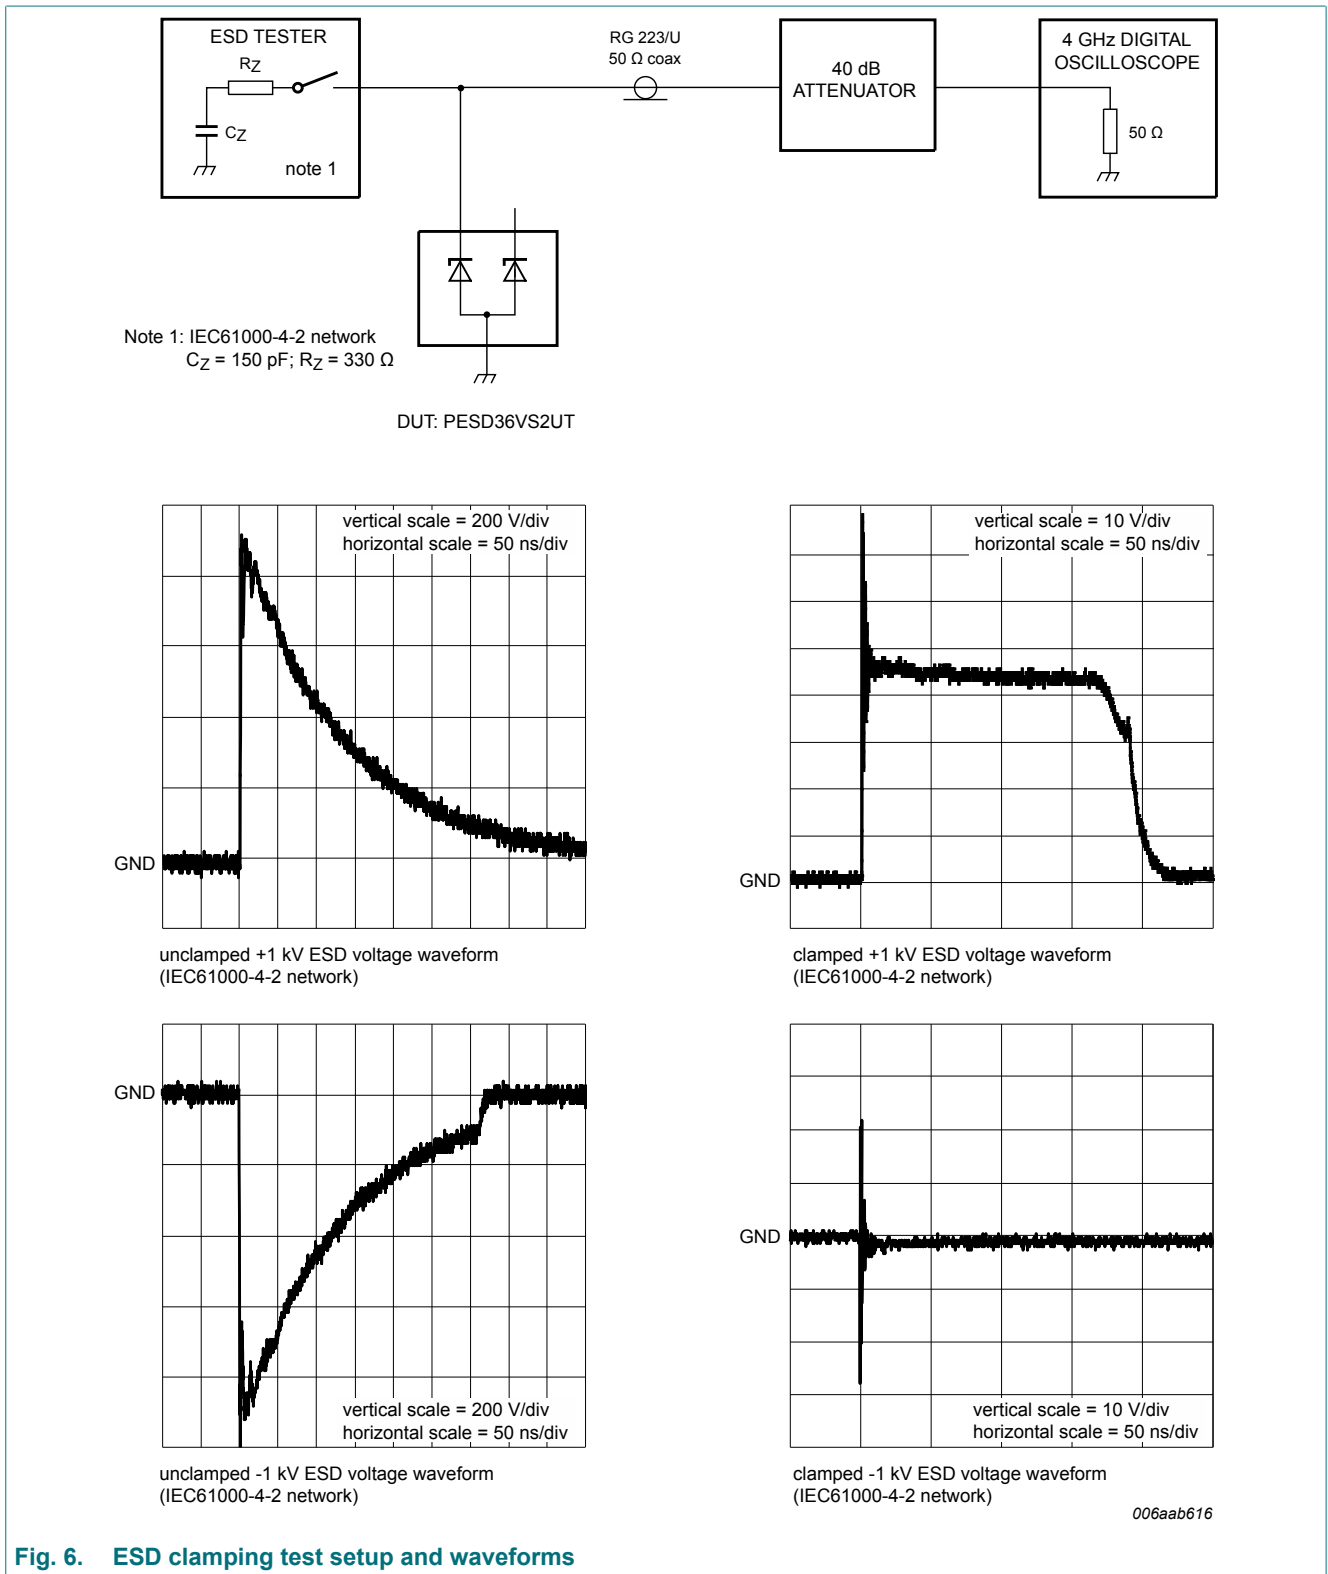 ESD TESTER
RZ
CZ
note 1
RG 223/U
50 Ω coax
40 dB
ATTENUATOR
4 GHz DIGITAL
OSCILLOSCOPE
50 Ω
Note 1: IEC61000-4-2 network
CZ = 150 pF; RZ = 330 Ω
DUT: PESD36VS2UT
vertical scale = 200 V/div
horizontal scale = 50 ns/div
GND
unclamped +1 kV ESD voltage waveform
(IEC61000-4-2 network)
vertical scale = 10 V/div
horizontal scale = 50 ns/div
GND
clamped +1 kV ESD voltage waveform
(IEC61000-4-2 network)
GND
vertical scale = 200 V/div
horizontal scale = 50 ns/div
unclamped -1 kV ESD voltage waveform
(IEC61000-4-2 network)
GND
vertical scale = 10 V/div
horizontal scale = 50 ns/div
clamped -1 kV ESD voltage waveform
(IEC61000-4-2 network)
006aab616
Fig. 6. ESD clamping test setup and waveforms